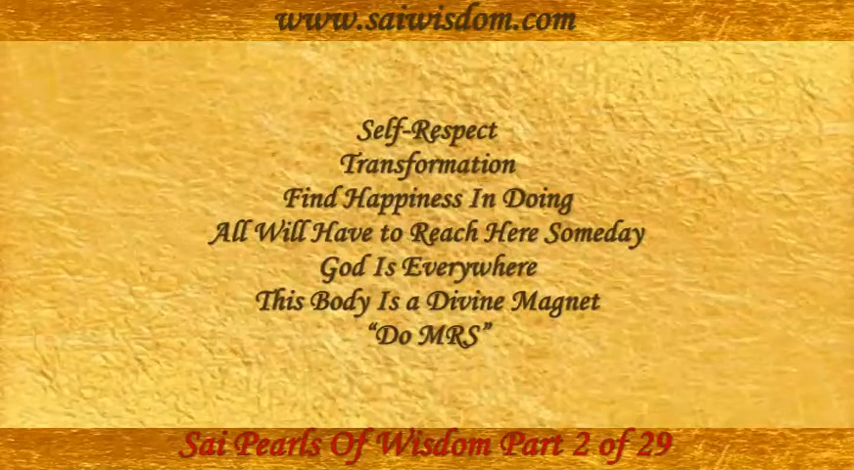 www.saiwisdom.com
Self-Respect
Transformation
Find Happiness In Doing
All Will Have to Reach Here Someday
God Is Everywhere
This Body Is a Divine Magnet
“Do MRS”
Sai Pearls Of Wisdom Part 2 of 29